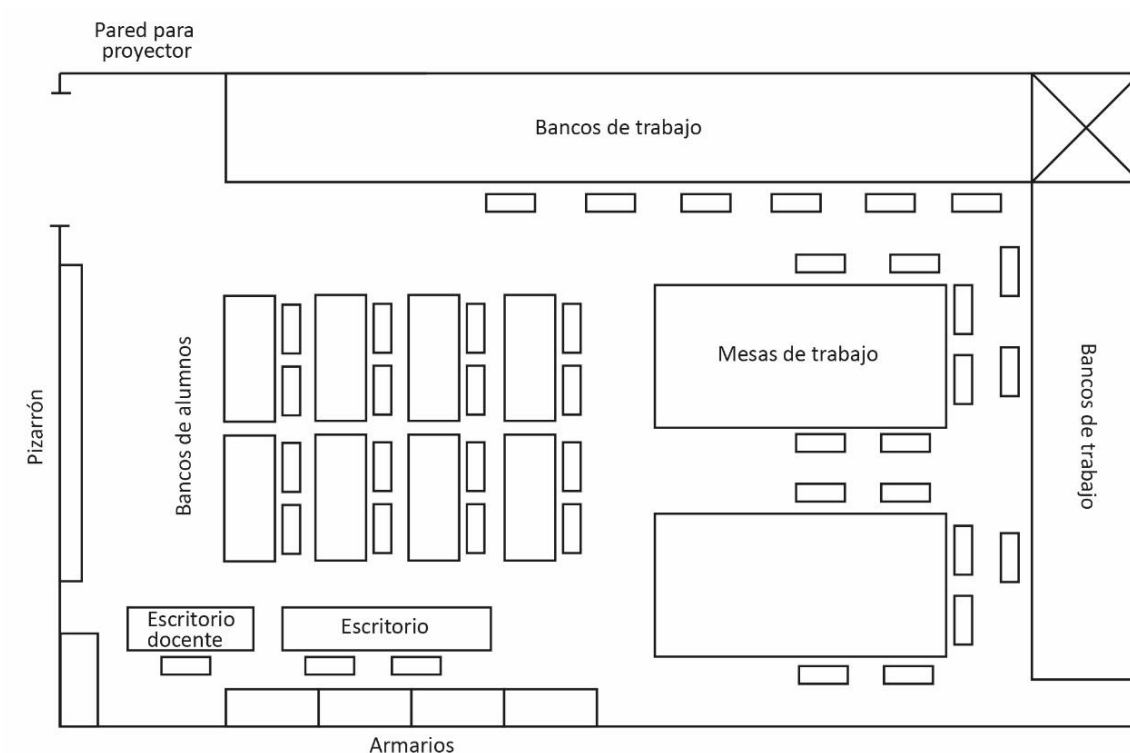 Pared para
proyector
Bancos de trabajo
Mesas de trabajo
Bancos de trabajo
Bancos de alumnos
Pizarrón
Escritorio
docente
Escritorio
Armarios